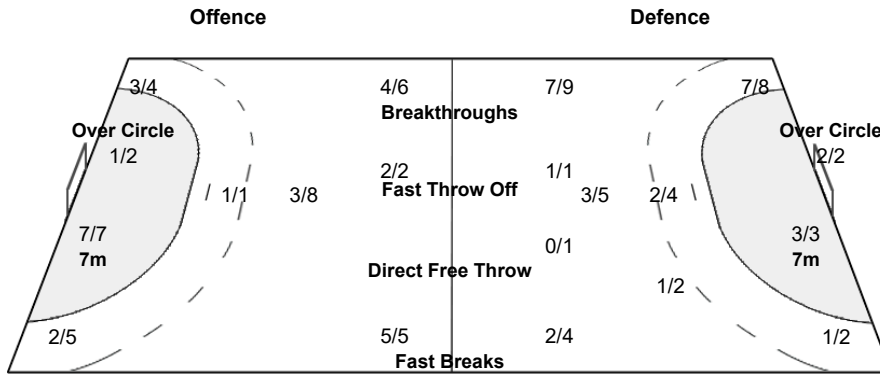 Offence Defence
3/4 4/6 7/9 7/8
Breakthroughs
Over Circle Over Circle
1/2 2/2
2/2 1/1
Fast Throw Off
1/1 3/8 3/5 2/4
7/7 3/3
0/1
7m 7m
Direct Free Throw
1/2
2/5 5/5 2/4 1/2
Fast Breaks